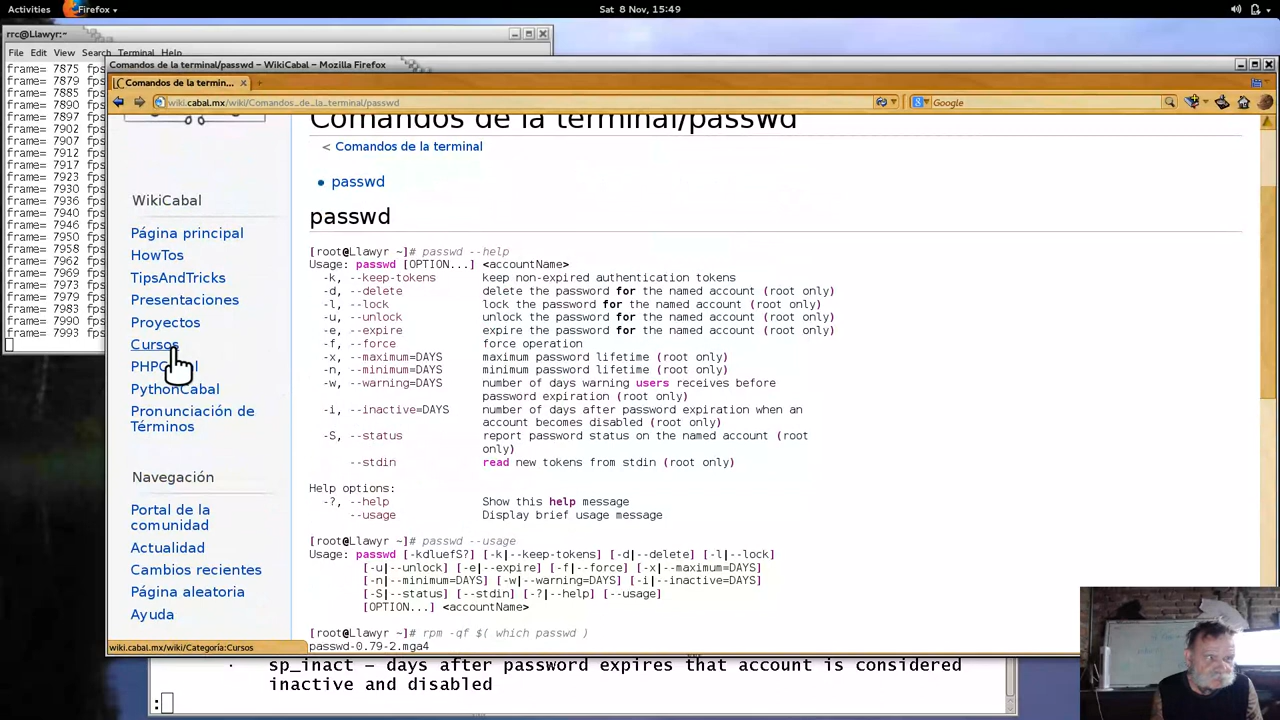 Activities Firefox Sat 8 Nov, 15:49
rrc@Llawyr:~
File Edit View Search Terminal Help
frame= 7875 fps
frame= 7879 fps
frame= 7885 fps
frame= 7890 fps
frame= 7897 fps
frame= 7902 fps
frame= 7907 fps
frame= 7912 fps
frame= 7917 fps
frame= 7923 fps
frame= 7930 fps
frame= 7936 fps
frame= 7940 fps
frame= 7946 fps
frame= 7950 fps
frame= 7958 fps
frame= 7962 fps
frame= 7969 fps
frame= 7973 fps
frame= 7979 fps
frame= 7983 fps
frame= 7990 fps
frame= 7993 fps
Comandos de la terminal/passwd – WikiCabal – Mozilla Firefox
Comandos de la termin...
wiki.cabal.mx/wiki/Comandos_de_la_terminal/passwd Google
WikiCabal
Página principal
HowTos
TipsAndTricks
Presentaciones
Proyectos
Cursos
PythonCabal
Pronunciación de
Términos
Navegación
Portal de la
comunidad
Actualidad
Cambios recientes
Página aleatoria
Ayuda
wiki.cabal.mx/wiki/Categoría:Cursos
Comandos de la terminal/passwd
< Comandos de la terminal
• passwd
passwd
[root@Llawyr ~]# passwd --help
Usage: passwd [OPTION...] <accountName>
-k, --keep-tokens keep non-expired authentication tokens
-d, --delete delete the password for the named account (root only)
-l, --lock lock the password for the named account (root only)
-u, --unlock unlock the password for the named account (root only)
-e, --expire expire the password for the named account (root only)
-f, --force force operation
-x, --maximum=DAYS maximum password lifetime (root only)
-n, --minimum=DAYS minimum password lifetime (root only)
-w, --warning=DAYS number of days warning users receives before
password expiration (root only)
-i, --inactive=DAYS number of days after password expiration when an
account becomes disabled (root only)
-S, --status report password status on the named account (root
only)
--stdin read new tokens from stdin (root only)
Help options:
-?, --help Show this help message
--usage Display brief usage message
[root@Llawyr ~]# passwd --usage
Usage: passwd [-kdluefS?] [-k|--keep-tokens] [-d|--delete] [-l|--lock]
[-u|--unlock] [-e|--expire] [-f|--force] [-x|--maximum=DAYS]
[-n|--minimum=DAYS] [-w|--warning=DAYS] [-i|--inactive=DAYS]
[-S|--status] [--stdin] [-?|--help] [--usage]
[OPTION...] <accountName>
[root@Llawyr ~]# rpm -qf $( which passwd )
passwd-0.79-2.mga4
· sp_inact – days after password expires that account is considered
inactive and disabled
: